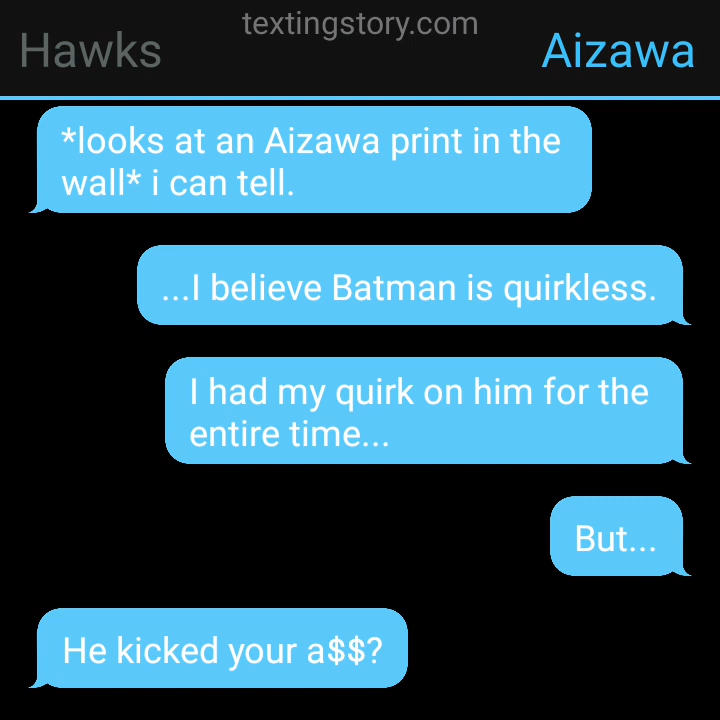 textingstory.com
Hawks
Aizawa
*looks at an Aizawa print in the
wall* i can tell.
...I believe Batman is quirkless.
I had my quirk on him for the
entire time...
But...
He kicked your a$$?